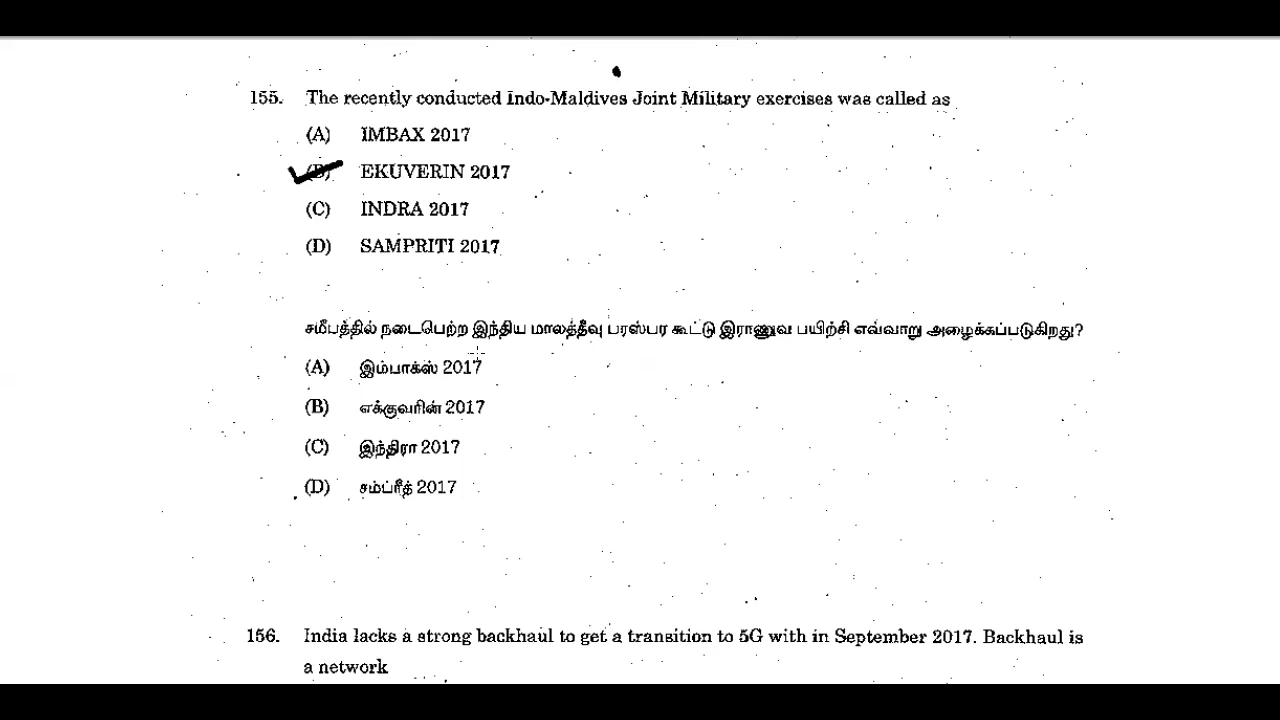 155. The recently conducted Indo-Maldives Joint Military exercises was called as
(A) IMBAX 2017
(B) EKUVERIN 2017
(C) INDRA 2017
(D) SAMPRITI 2017
சமீபத்தில் நடைபெற்ற இந்திய மாலத்தீவு பரஸ்பர கூட்டு இராணுவ பயிற்சி எவ்வாறு அழைக்கப்படுகிறது?
(A) இம்பாக்ஸ் 2017
(B) எக்குவரின் 2017
(C) இந்திரா 2017
(D) சம்ப்ரீத் 2017
156. India lacks a strong backhaul to get a transition to 5G with in September 2017. Backhaul is
a network